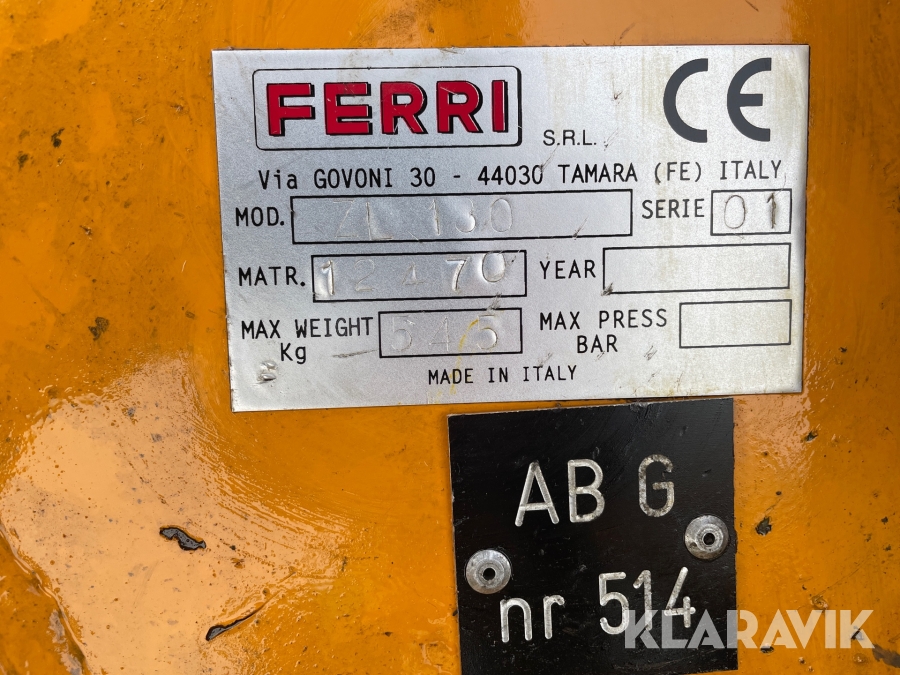 FERRI
S.R.L.
CE
Via GOVONI 30 - 44030 TAMARA (FE) ITALY
MOD. ZL 130 SERIE 01
MATR. 12470 YEAR
MAX WEIGHT Kg 545 MAX PRESS BAR
MADE IN ITALY
AB G
nr 514
KLARAVIK